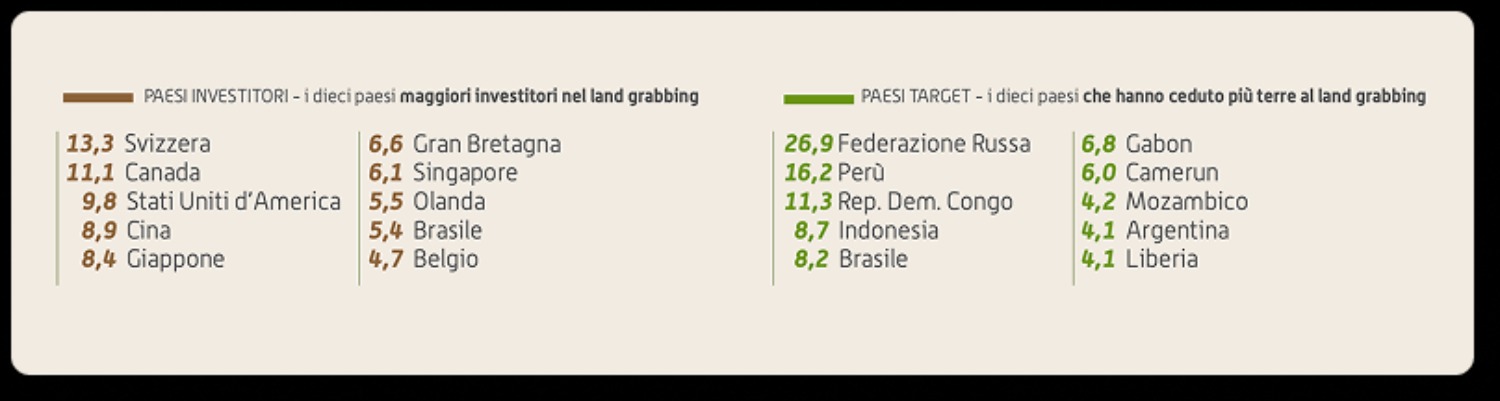 PAESI INVESTITORI - i dieci paesi maggiori investitori nel land grabbing
13,3 Svizzera
11,1 Canada
9,8 Stati Uniti d'America
8,9 Cina
8,4 Giappone
6,6 Gran Bretagna
6,1 Singapore
5,5 Olanda
5,4 Brasile
4,7 Belgio
PAESI TARGET - i dieci paesi che hanno ceduto più terre al land grabbing
26,9 Federazione Russa
16,2 Perù
11,3 Rep. Dem. Congo
8,7 Indonesia
8,2 Brasile
6,8 Gabon
6,0 Camerun
4,2 Mozambico
4,1 Argentina
4,1 Liberia